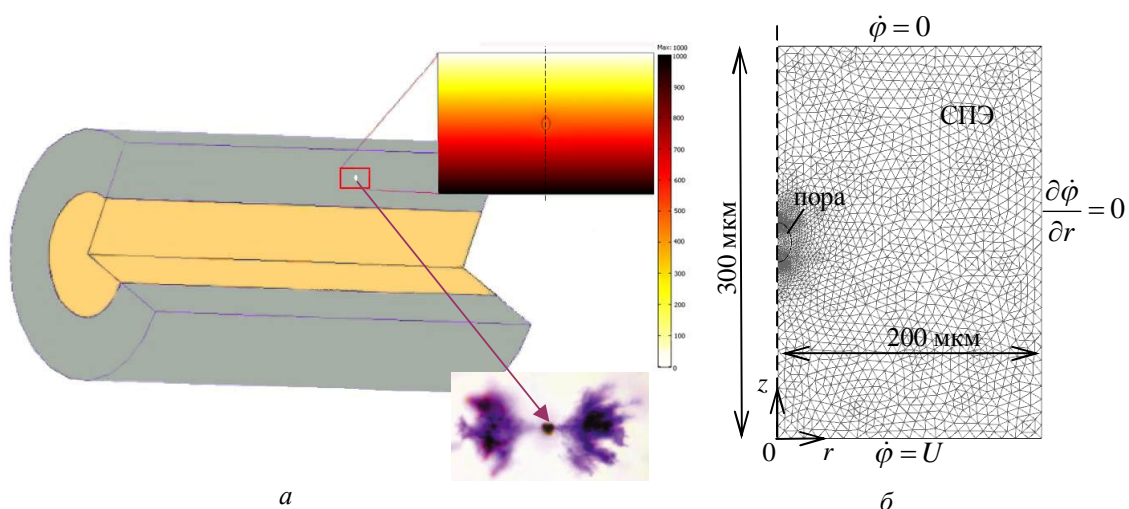 Max: 1000
1000
900
800
700
600
500
400
300
200
100
0
а
φ̇ = 0
СПЭ
пора
∂φ̇/∂r = 0
300 мкм
200 мкм
z
0
r
φ̇ = U
б